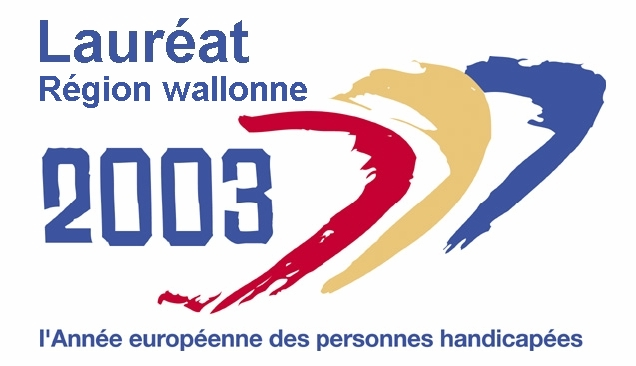 Lauréat
Région wallonne
2003
l'Année européenne des personnes handicapées